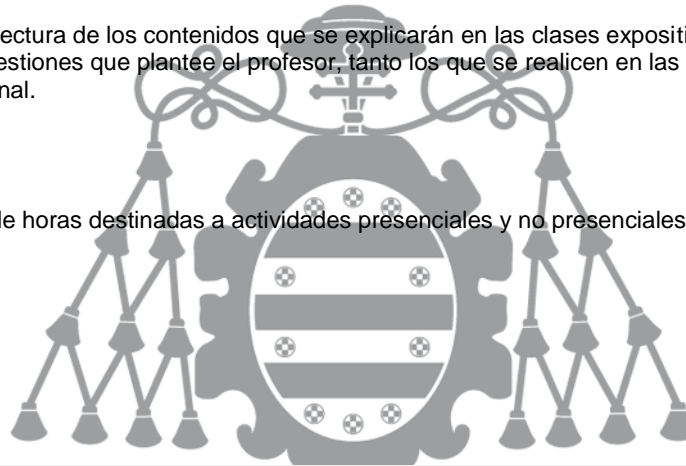 ectura de los contenidos que se explicarán en las clases expositi
estiones que plantee el profesor, tanto los que se realicen en las
nal.
le horas destinadas a actividades presenciales y no presenciales